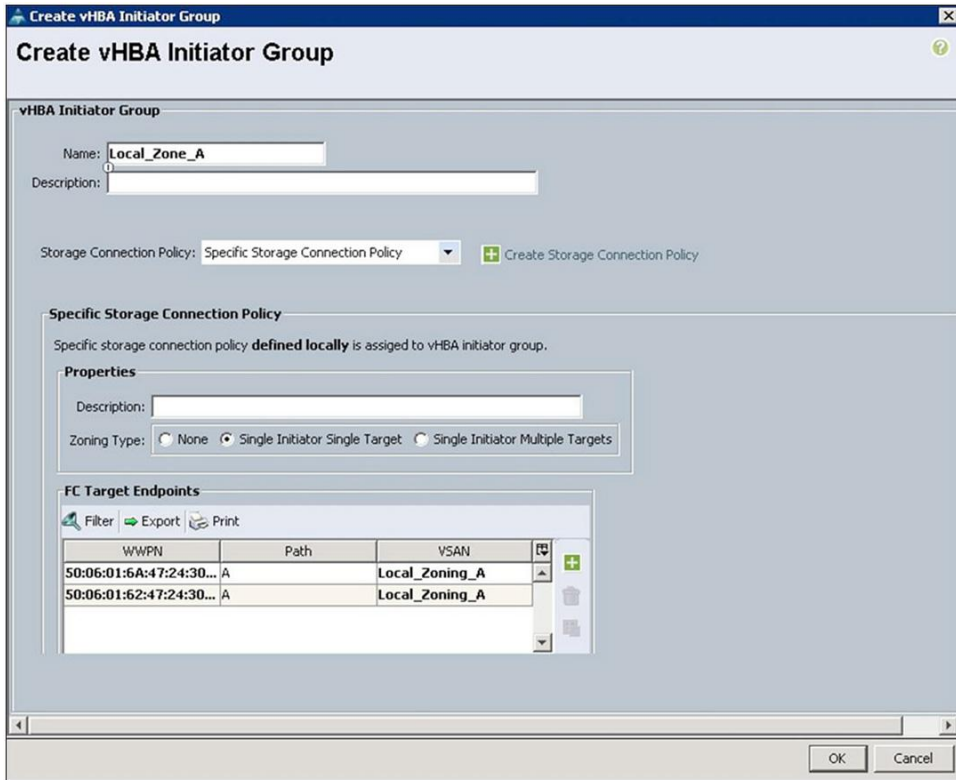 Create vHBA Initiator Group
Create vHBA Initiator Group
vHBA Initiator Group
Name: Local_Zone_A
Description:
Storage Connection Policy: Specific Storage Connection Policy Create Storage Connection Policy
Specific Storage Connection Policy
Specific storage connection policy defined locally is assiged to vHBA initiator group.
Properties
Description:
Zoning Type: None Single Initiator Single Target Single Initiator Multiple Targets
FC Target Endpoints
Filter Export Print
WWPN Path VSAN
50:06:01:6A:47:24:30... A Local_Zoning_A
50:06:01:62:47:24:30... A Local_Zoning_A
OK Cancel